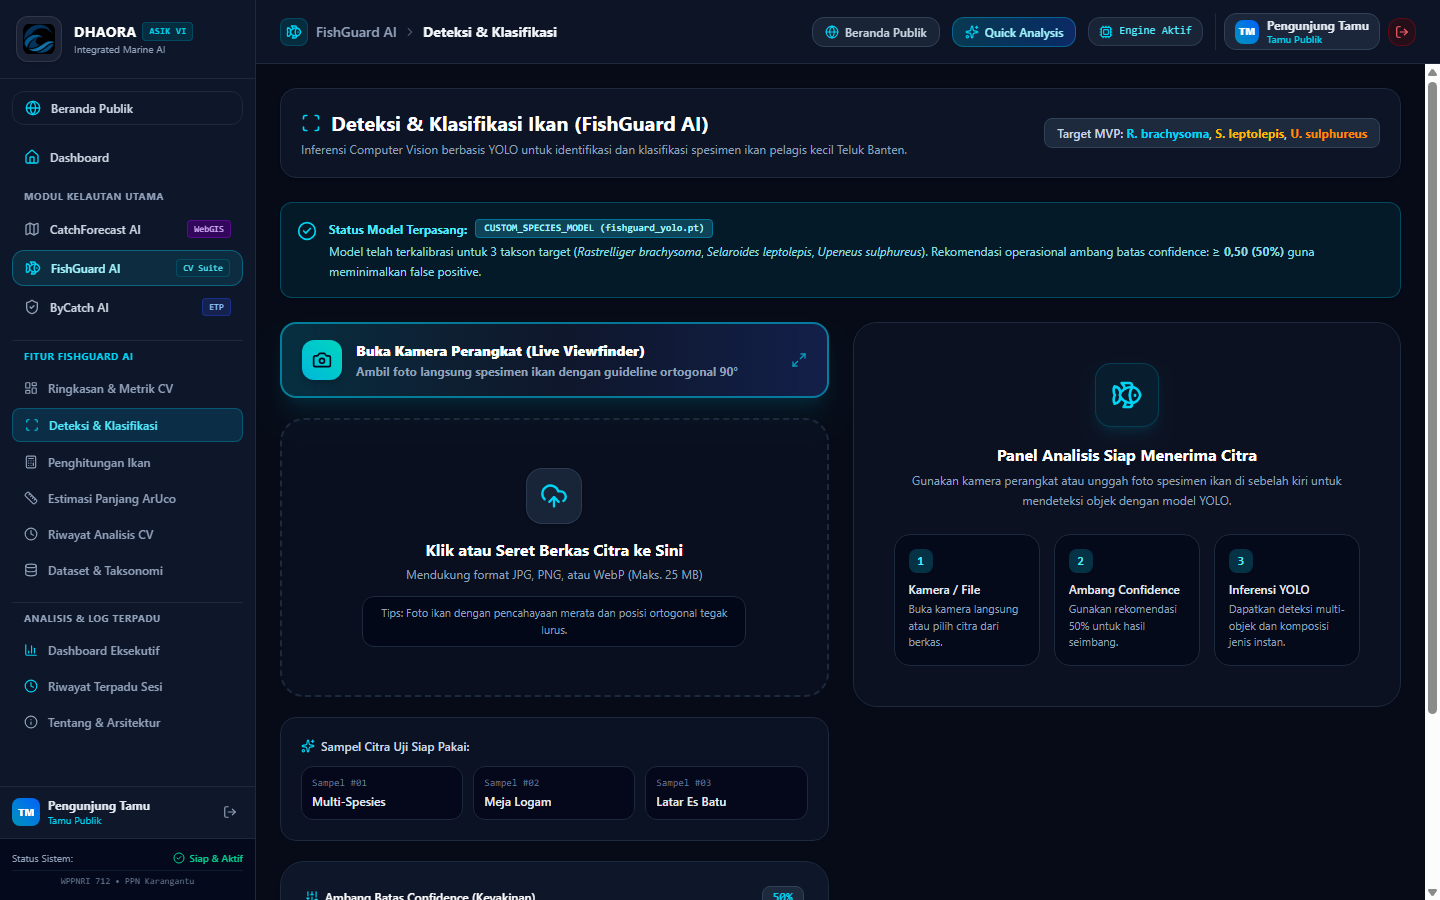 DHAORA
ASIK VI
Integrated Marine AI
Beranda Publik
Dashboard
MODUL KELAUTAN UTAMA
CatchForecast AI
WebGIS
FishGuard AI
CV Suite
ByCatch AI
ETP
FITUR FISHGUARD AI
Ringkasan & Metrik CV
Deteksi & Klasifikasi
Penghitungan Ikan
Estimasi Panjang ArUco
Riwayat Analisis CV
Dataset & Taksonomi
ANALISIS & LOG TERPADU
Dashboard Eksekutif
Riwayat Terpadu Sesi
Tentang & Arsitektur
TM
Pengunjung Tamu
Tamu Publik
Status Sistem:
Siap & Aktif
WPPNRI 712 • PPN Karangantu
FishGuard AI
Deteksi & Klasifikasi
Beranda Publik
Quick Analysis
Engine Aktif
TM
Pengunjung Tamu
Tamu Publik
Deteksi & Klasifikasi Ikan (FishGuard AI)
Inferensi Computer Vision berbasis YOLO untuk identifikasi dan klasifikasi spesimen ikan pelagis kecil Teluk Banten.
Target MVP: R. brachysoma, S. leptolepis, U. sulphureus
Status Model Terpasang:
CUSTOM_SPECIES_MODEL (fishguard_yolo.pt)
Model telah terkalibrasi untuk 3 takson target (Rastrelliger brachysoma, Selaroides leptolepis, Upeneus sulphureus). Rekomendasi operasional ambang batas confidence: ≥ 0,50 (50%) guna
meminimalkan false positive.
Buka Kamera Perangkat (Live Viewfinder)
Ambil foto langsung spesimen ikan dengan guideline ortogonal 90°
Klik atau Seret Berkas Citra ke Sini
Mendukung format JPG, PNG, atau WebP (Maks. 25 MB)
Tips: Foto ikan dengan pencahayaan merata dan posisi ortogonal tegak
lurus.
Sampel Citra Uji Siap Pakai:
Sampel #01
Multi-Spesies
Sampel #02
Meja Logam
Sampel #03
Latar Es Batu
Ambang Batas Confidence (Keyakinan)
50%
Panel Analisis Siap Menerima Citra
Gunakan kamera perangkat atau unggah foto spesimen ikan di sebelah kiri untuk
mendeteksi objek dengan model YOLO.
1
Kamera / File
Buka kamera langsung
atau pilih citra dari
berkas.
2
Ambang Confidence
Gunakan rekomendasi
50% untuk hasil
seimbang.
3
Inferensi YOLO
Dapatkan deteksi multi-
objek dan komposisi
jenis instan.